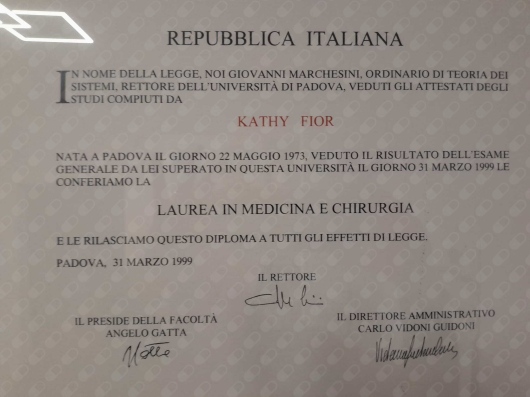 REPUBBLICA ITALIANA
IN NOME DELLA LEGGE, NOI GIOVANNI MARCHESINI, ORDINARIO DI TEORIA DEI
SISTEMI, RETTORE DELL'UNIVERSITÀ DI PADOVA, VEDUTI GLI ATTESTATI DEGLI
STUDI COMPIUTI DA
KATHY FIOR
NATA A PADOVA IL GIORNO 22 MAGGIO 1973, VEDUTO IL RISULTATO DELL'ESAME
GENERALE DA LEI SUPERATO IN QUESTA UNIVERSITÀ IL GIORNO 31 MARZO 1999 LE
CONFERIAMO LA
LAUREA IN MEDICINA E CHIRURGIA
E LE RILASCIAMO QUESTO DIPLOMA A TUTTI GLI EFFETTI DI LEGGE.
PADOVA, 31 MARZO 1999
IL RETTORE
IL PRESIDE DELLA FACOLTÀ
ANGELO GATTA
IL DIRETTORE AMMINISTRATIVO
CARLO VIDONI GUIDONI